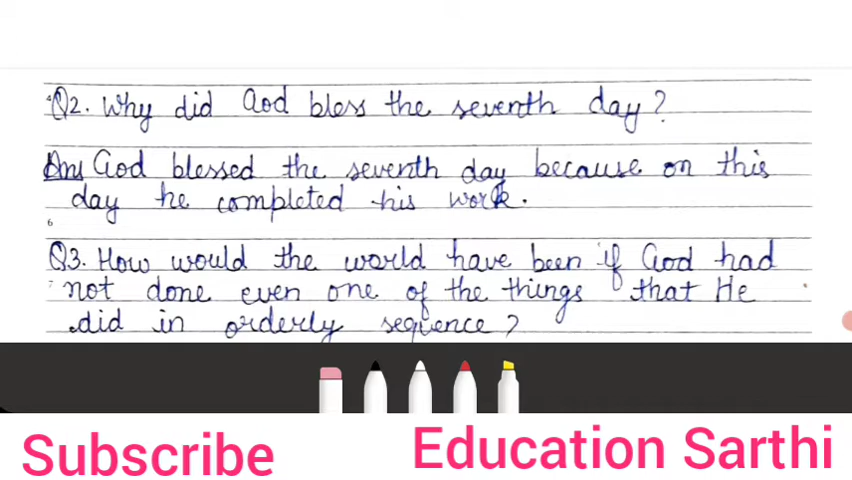 Q2. Why did God bless the seventh day?
Ans God blessed the seventh day because on this
day he completed his work.
6
Q3. How would the world have been if God had
not done even one of the things that He
did in orderly sequence?
Subscribe
Education Sarthi